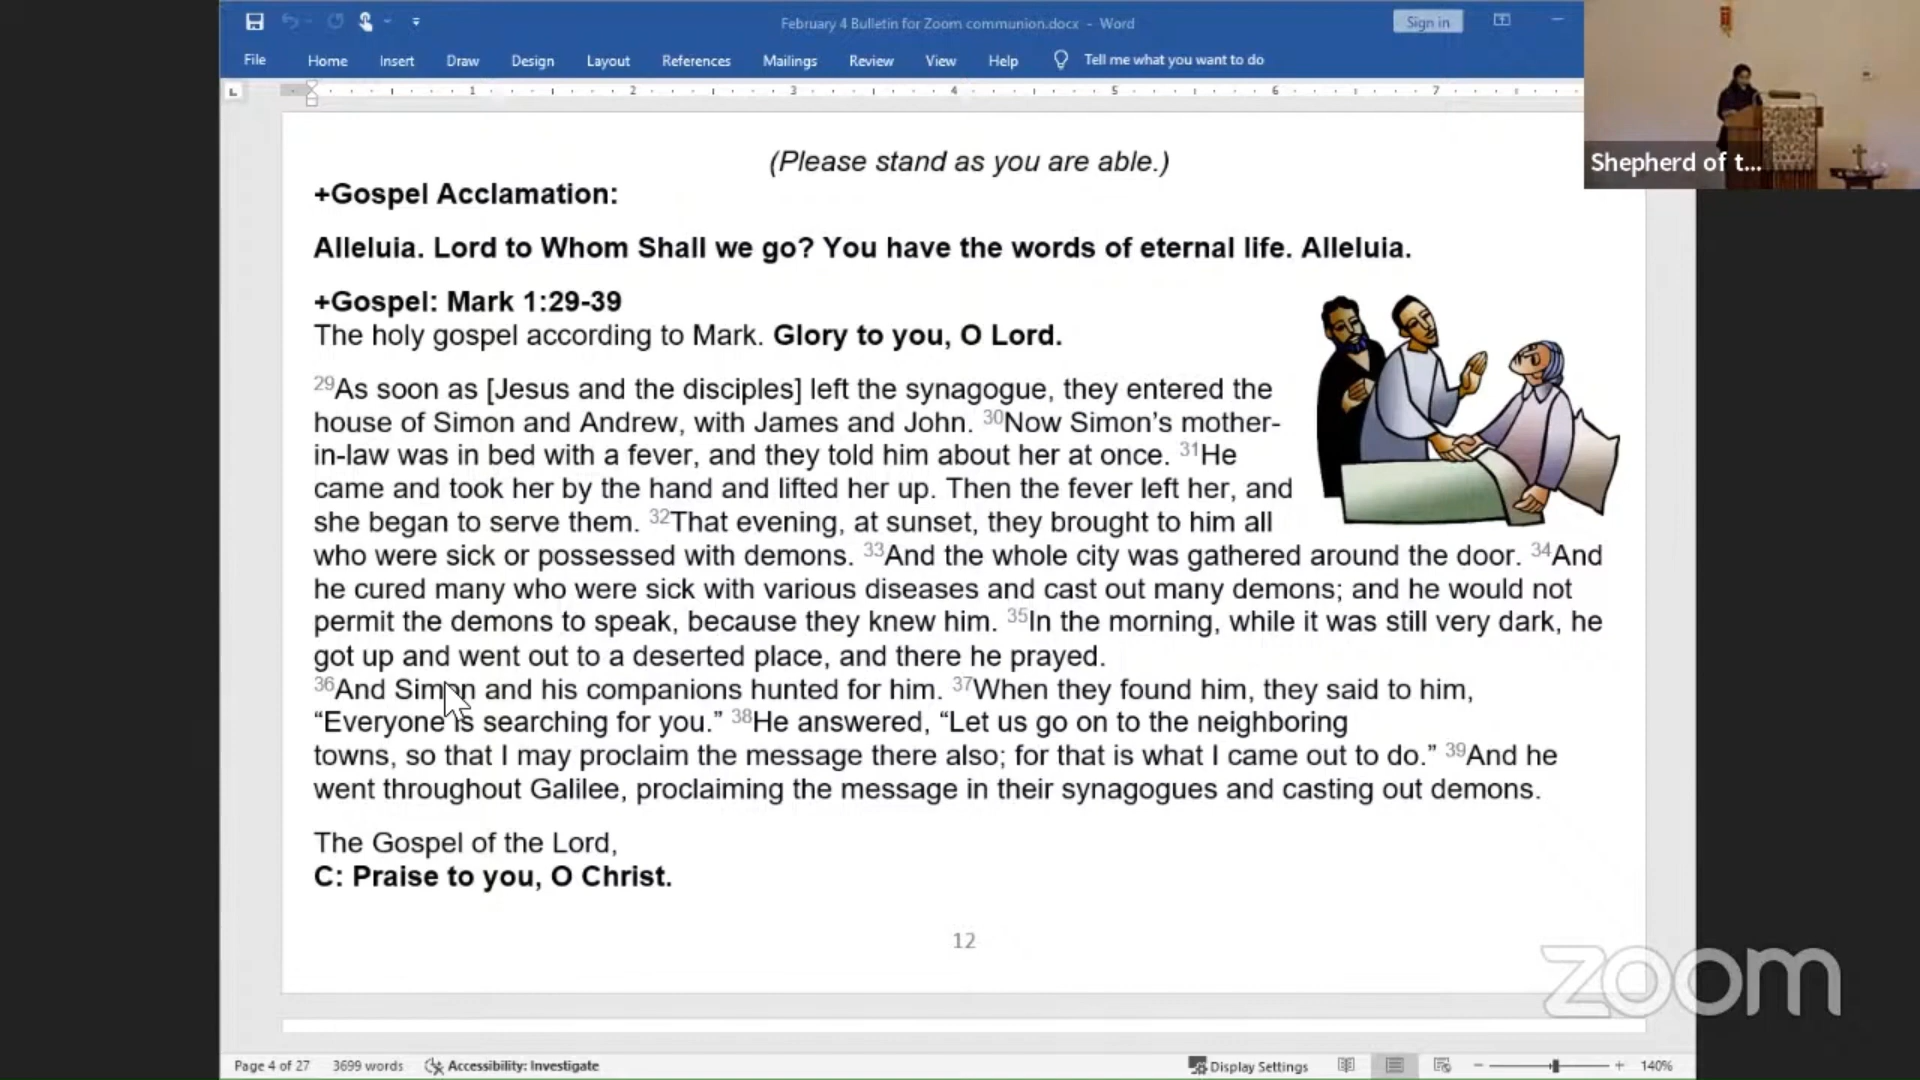 February 4 Bulletin for Zoom communion.docx - Word
Sign in
File Home Insert Draw Design Layout References Mailings Review View Help Tell me what you want to do
1 2 3 4 5 6 7
Shepherd of t...
(Please stand as you are able.)
+Gospel Acclamation:
Alleluia. Lord to Whom Shall we go? You have the words of eternal life. Alleluia.
+Gospel: Mark 1:29-39
The holy gospel according to Mark. Glory to you, O Lord.
29As soon as [Jesus and the disciples] left the synagogue, they entered the
house of Simon and Andrew, with James and John. 30Now Simon’s mother-
in-law was in bed with a fever, and they told him about her at once. 31He
came and took her by the hand and lifted her up. Then the fever left her, and
she began to serve them. 32That evening, at sunset, they brought to him all
who were sick or possessed with demons. 33And the whole city was gathered around the door. 34And
he cured many who were sick with various diseases and cast out many demons; and he would not
permit the demons to speak, because they knew him. 35In the morning, while it was still very dark, he
got up and went out to a deserted place, and there he prayed.
36And Simon and his companions hunted for him. 37When they found him, they said to him,
“Everyone is searching for you.” 38He answered, “Let us go on to the neighboring
towns, so that I may proclaim the message there also; for that is what I came out to do.” 39And he
went throughout Galilee, proclaiming the message in their synagogues and casting out demons.
The Gospel of the Lord,
C: Praise to you, O Christ.
12
zoom
Page 4 of 27 3699 words Accessibility: Investigate Display Settings 140%